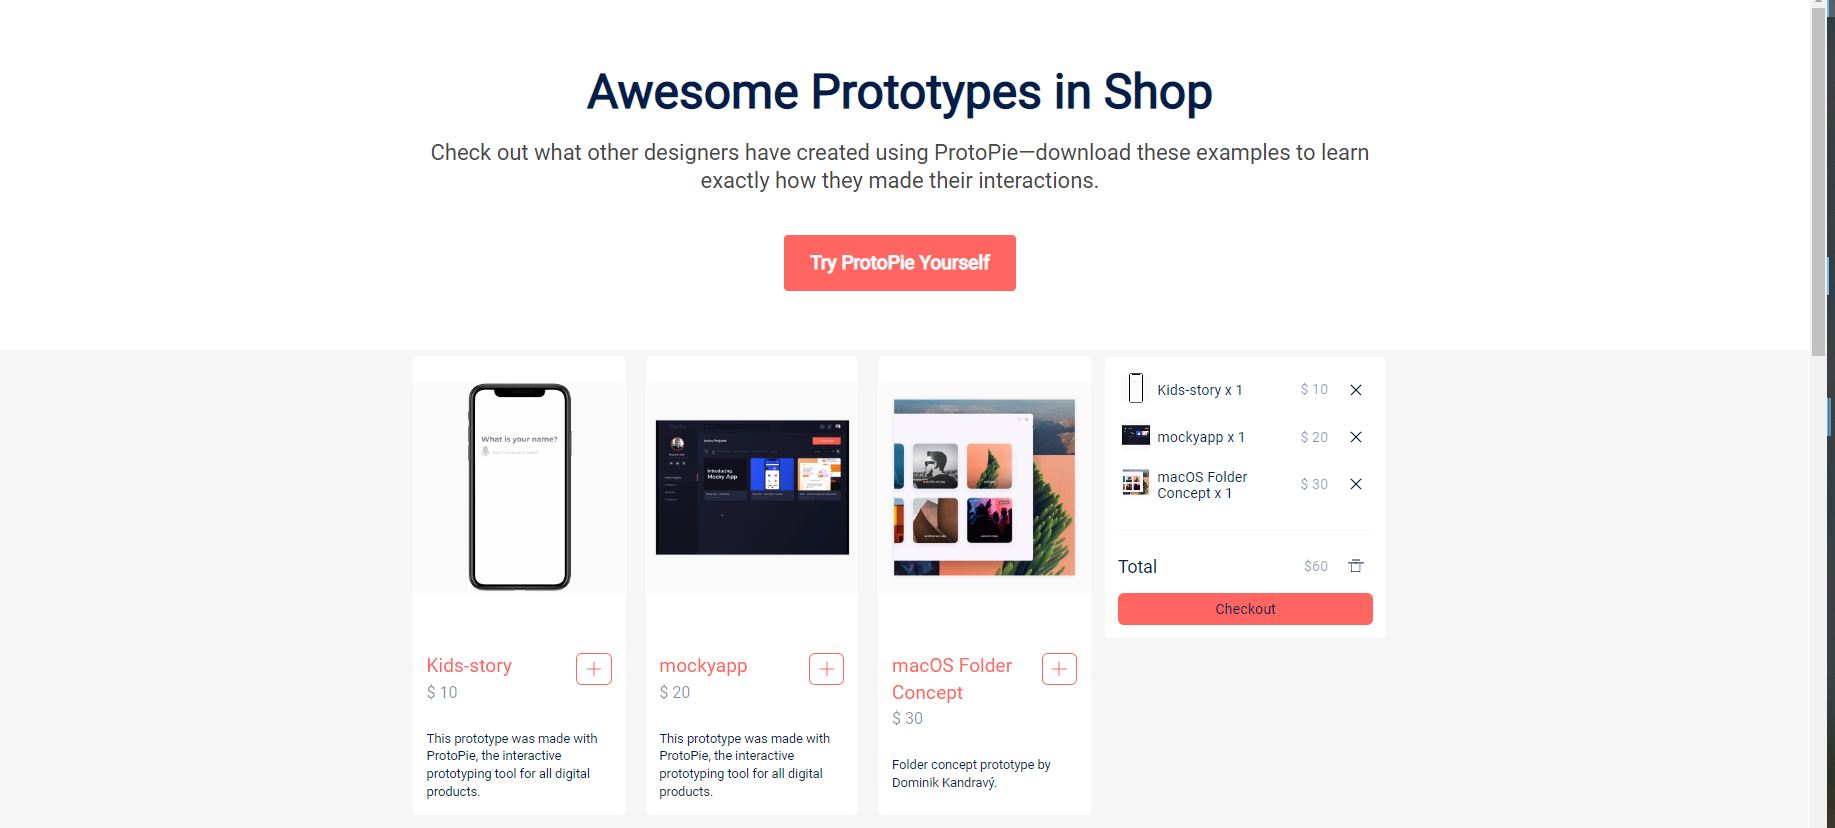 Awesome Prototypes in Shop
Check out what other designers have created using ProtoPie—download these examples to learn
exactly how they made their interactions.
Try ProtoPie Yourself
What is your name?
Active Projects
Introducing
Mocky App
Kids-story
$ 10
This prototype was made with
ProtoPie, the interactive
prototyping tool for all digital
products.
mockyapp
$ 20
This prototype was made with
ProtoPie, the interactive
prototyping tool for all digital
products.
macOS Folder
Concept
$ 30
Folder concept prototype by
Dominik Kandravý.
Kids-story x 1
$ 10
mockyapp x 1
$ 20
macOS Folder
Concept x 1
$ 30
Total
$60
Checkout